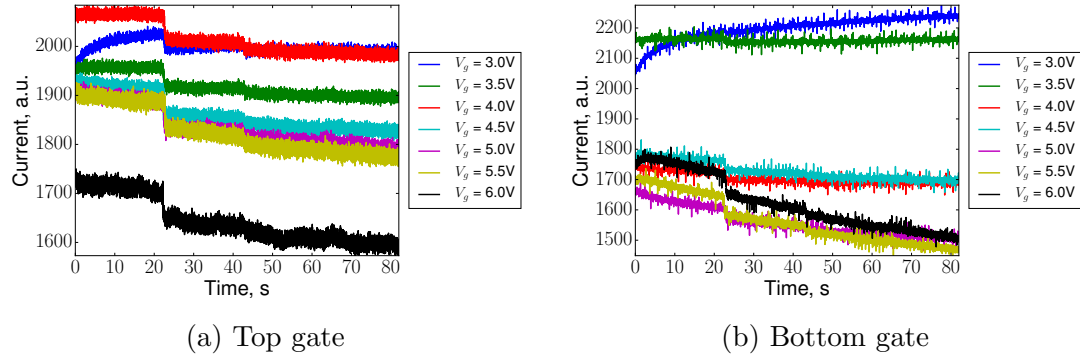 2000
1900
1800
1700
1600
Current, a.u.
0 10 20 30 40 50 60 70 80
Time, s
V_g = 3.0V
V_g = 3.5V
V_g = 4.0V
V_g = 4.5V
V_g = 5.0V
V_g = 5.5V
V_g = 6.0V
(a) Top gate
2200
2100
2000
1900
1800
1700
1600
1500
Current, a.u.
0 10 20 30 40 50 60 70 80
Time, s
V_g = 3.0V
V_g = 3.5V
V_g = 4.0V
V_g = 4.5V
V_g = 5.0V
V_g = 5.5V
V_g = 6.0V
(b) Bottom gate